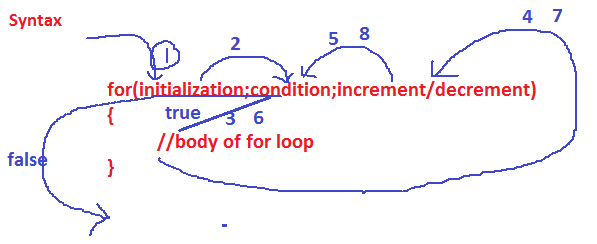 Syntax
1
2
5 8
4 7
for(initialization;condition;increment/decrement)
{
true
3 6
//body of for loop
false
}